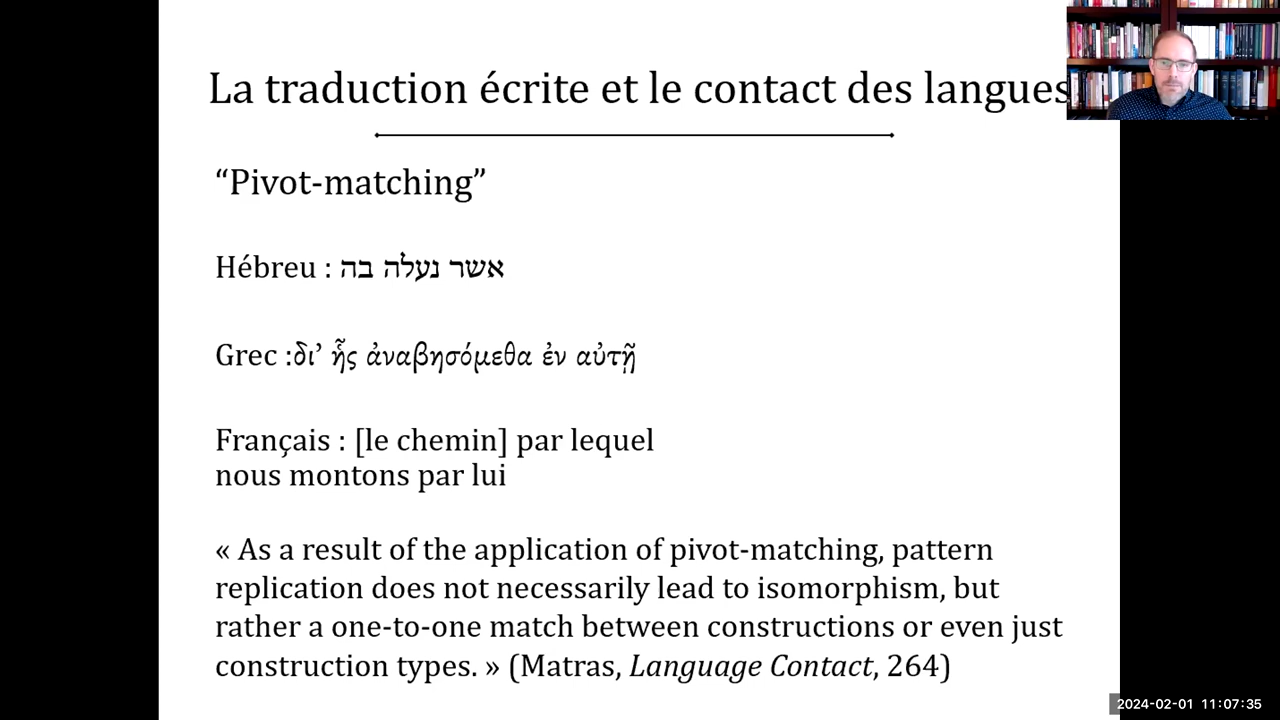 La traduction écrite et le contact des langues
“Pivot-matching”
Hébreu : אשר נעלה בה
Grec :δι’ ἧς ἀναβησόμεθα ἐν αὐτῇ
Français : [le chemin] par lequel
nous montons par lui
« As a result of the application of pivot-matching, pattern
replication does not necessarily lead to isomorphism, but
rather a one-to-one match between constructions or even just
construction types. » (Matras, Language Contact, 264)
2024-02-01 11:07:35